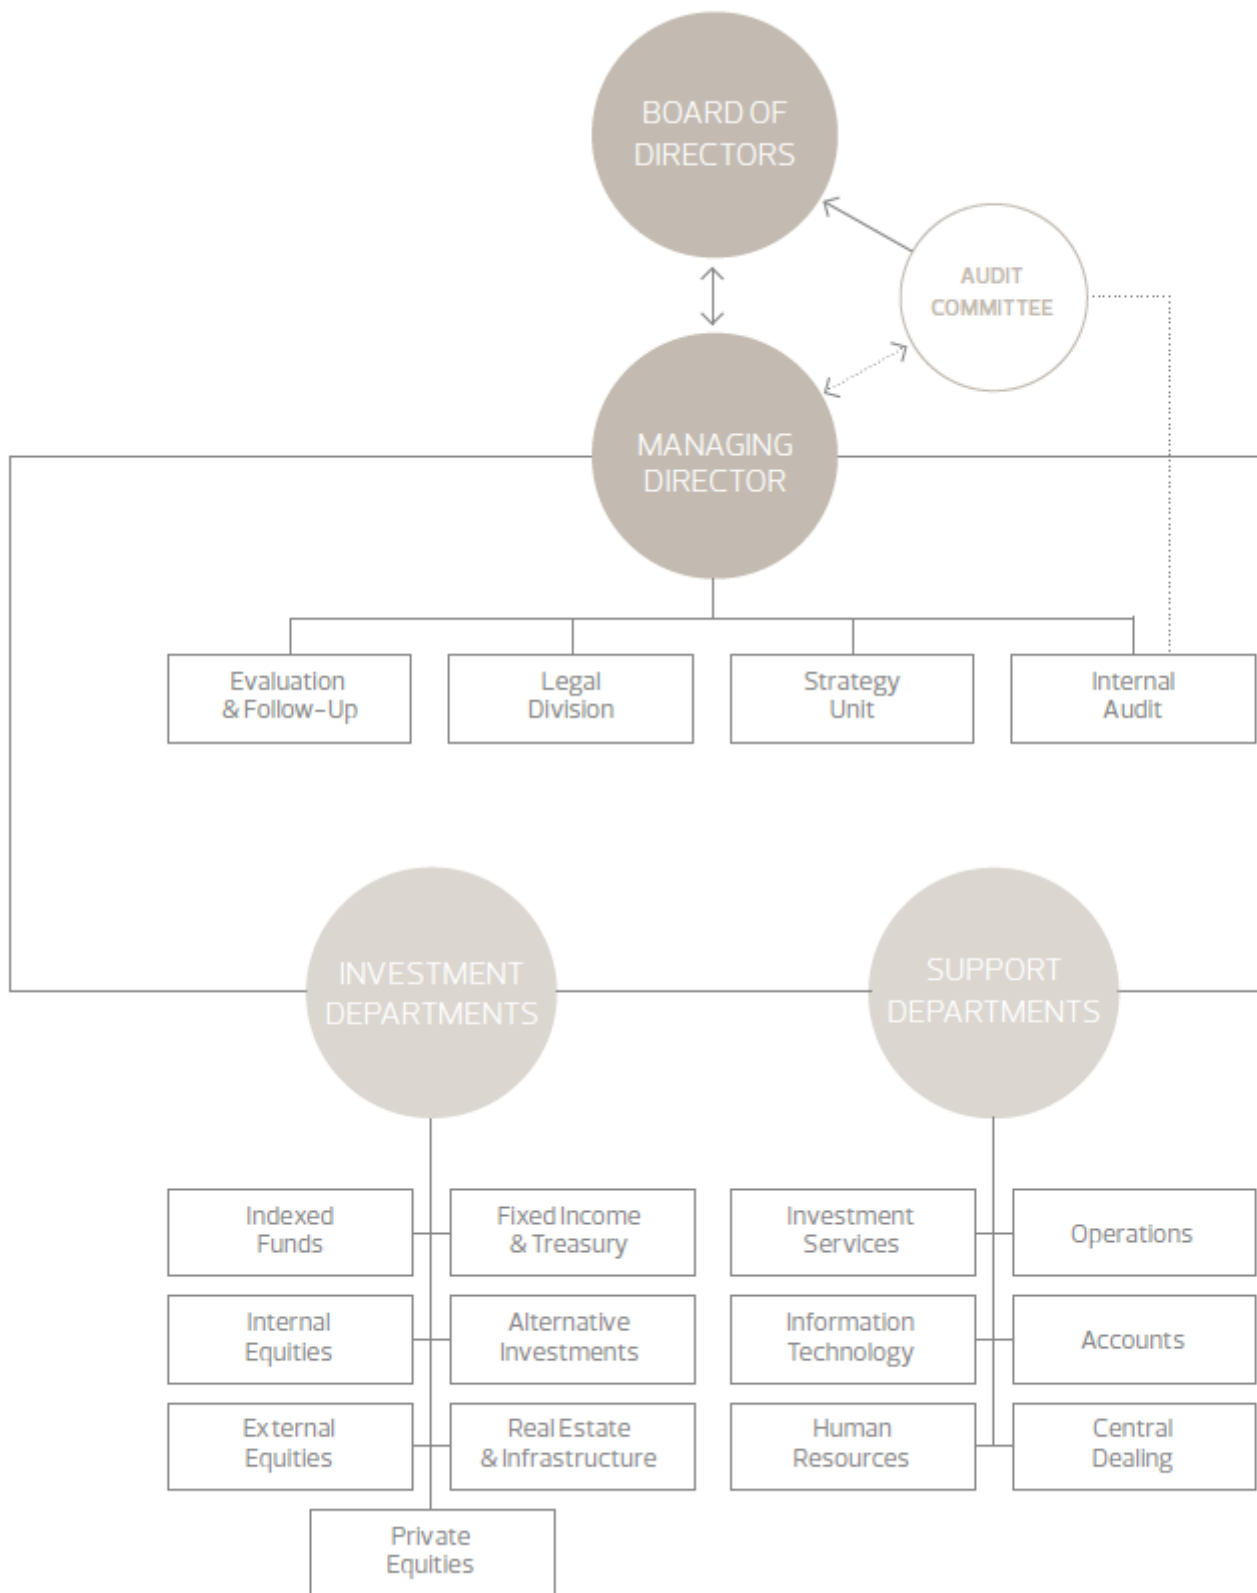 BOARD OF
DIRECTORS
AUDIT
COMMITTEE
MANAGING
DIRECTOR
Evaluation
& Follow-Up
Legal
Division
Strategy
Unit
Internal
Audit
INVESTMENT
DEPARTMENTS
SUPPORT
DEPARTMENTS
Indexed
Funds
Fixed Income
& Treasury
Investment
Services
Operations
Internal
Equities
Alternative
Investments
Information
Technology
Accounts
External
Equities
Real Estate
& Infrastructure
Human
Resources
Central
Dealing
Private
Equities